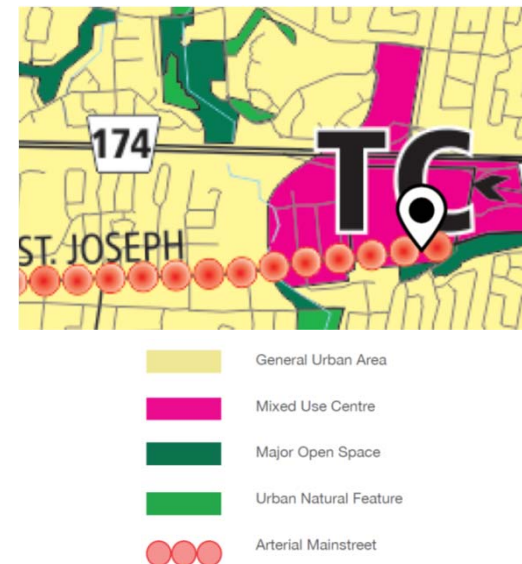 174
TC
ST. JOSEPH
General Urban Area
Mixed Use Centre
Major Open Space
Urban Natural Feature
Arterial Mainstreet